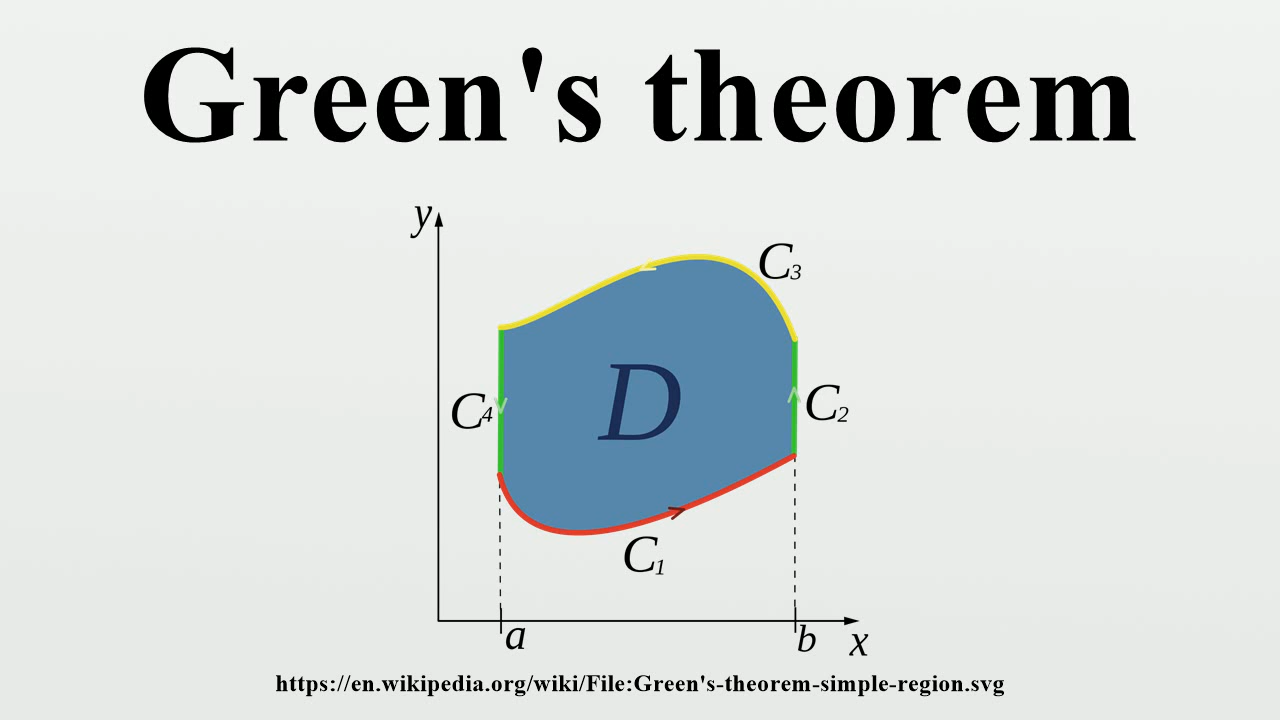 Green's theorem
y
C3
D
C4
C2
C1
a
b
x
https://en.wikipedia.org/wiki/File:Green's-theorem-simple-region.svg